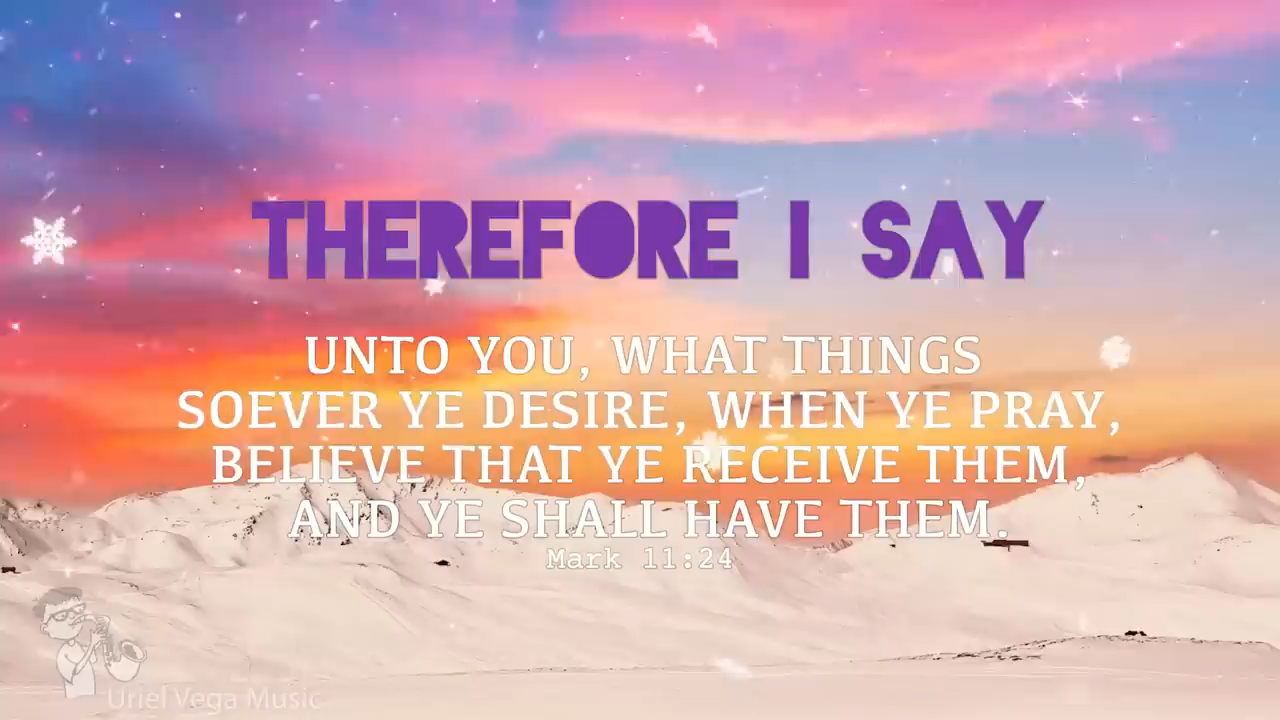 THEREFORE I SAY
UNTO YOU, WHAT THINGS
SOEVER YE DESIRE, WHEN YE PRAY,
BELIEVE THAT YE RECEIVE THEM,
AND YE SHALL HAVE THEM.
Mark 11:24
Uriel Vega Music